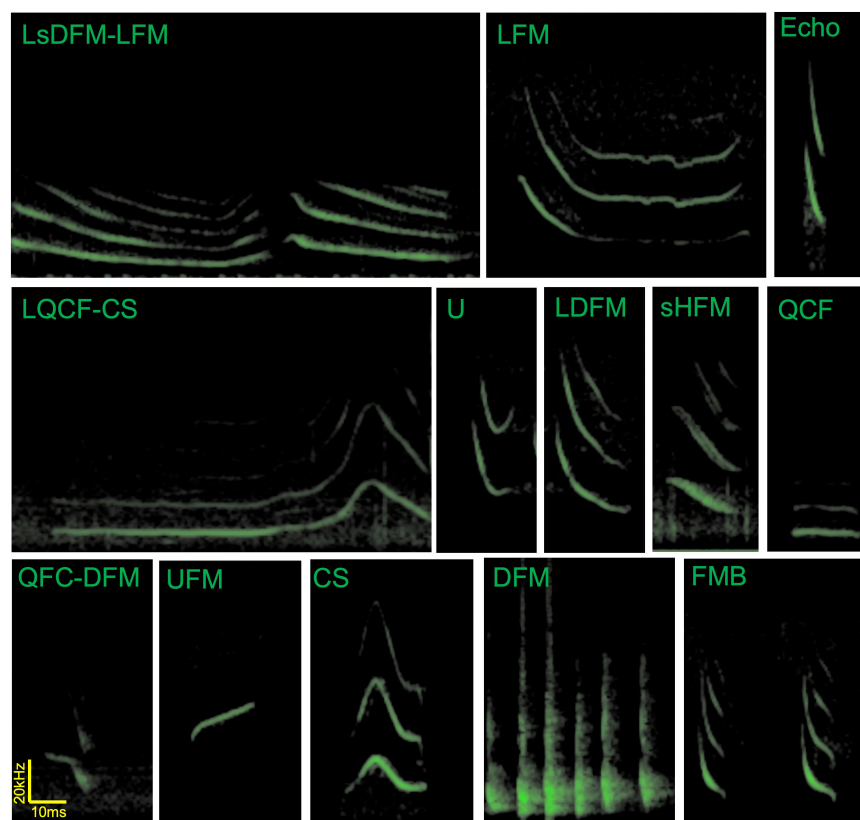 LsDFM-LFM
LFM
Echo
LQCF-CS
U
LDFM
sHFM
QCF
QFC-DFM
UFM
CS
DFM
FMB
20kHz
10ms